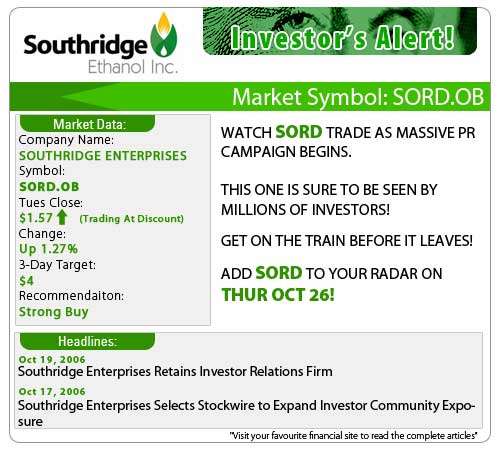 Southridge
Ethanol Inc.
Investor's Alert!
Market Symbol: SORD.OB
Market Data:
Company Name:
SOUTHRIDGE ENTERPRISES
Symbol:
SORD.OB
Tues Close:
$1.57 (Trading At Discount)
Change:
Up 1.27%
3-Day Target:
$4
Recommendaiton:
Strong Buy
WATCH SORD TRADE AS MASSIVE PR
CAMPAIGN BEGINS.
THIS ONE IS SURE TO BE SEEN BY
MILLIONS OF INVESTORS!
GET ON THE TRAIN BEFORE IT LEAVES!
ADD SORD TO YOUR RADAR ON
THUR OCT 26!
Headlines:
Oct 19, 2006
Southridge Enterprises Retains Investor Relations Firm
Oct 17, 2006
Southridge Enterprises Selects Stockwire to Expand Investor Community Expo-
sure
"Visit your favourite financial site to read the complete articles"